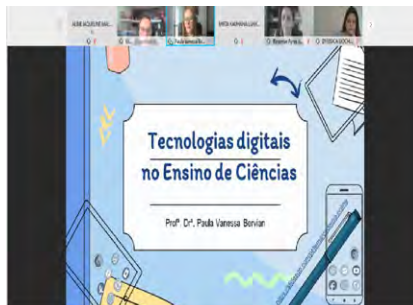 Tecnologias digitais
no Ensino de Ciências
Profª. Drª. Paula Vanessa Bervian